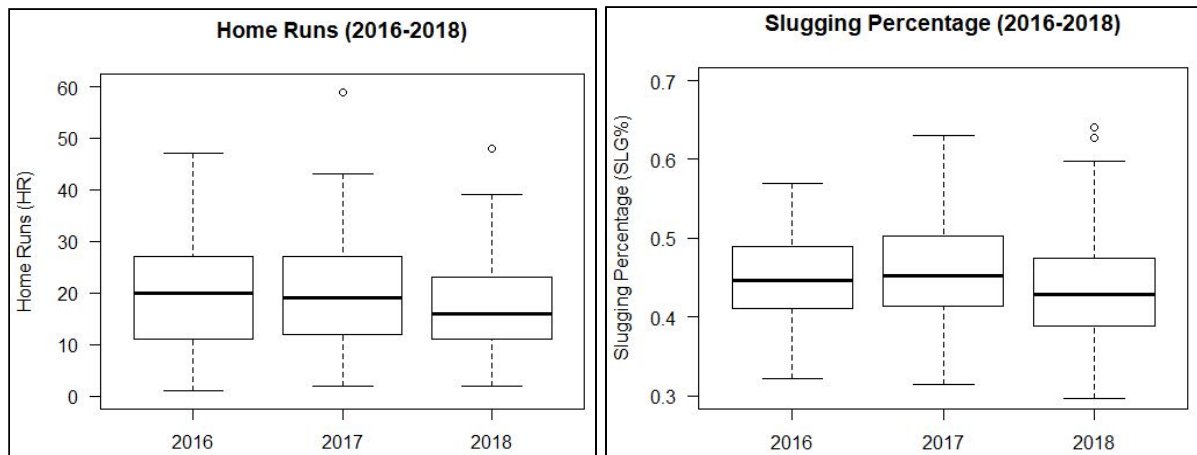 Home Runs (2016-2018)
Home Runs (HR)
60
50
40
30
20
10
0
2016 2017 2018
Slugging Percentage (2016-2018)
Slugging Percentage (SLG%)
0.7
0.6
0.5
0.4
0.3
2016 2017 2018